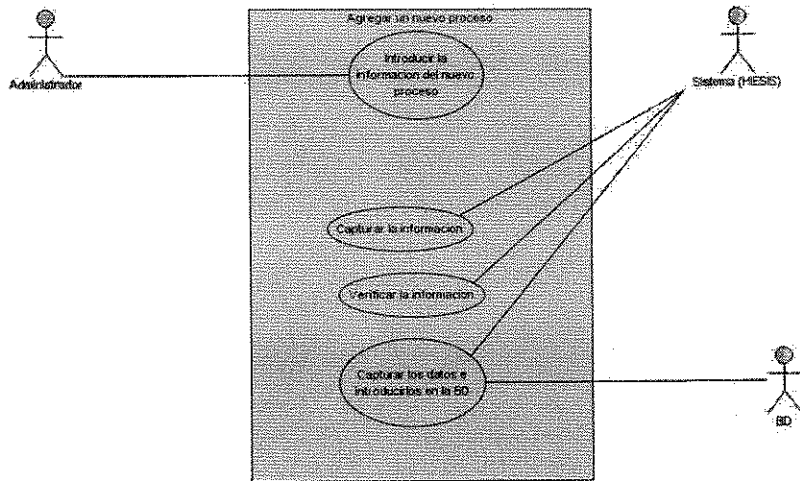 Agregar un nuevo proceso
Introducir la
informacion del nuevo
proceso
Administrador
Sistema (HESIS)
Capturar la informacion
Verificar la informacion
Capturar los datos e
introducirlos en la BD
BD